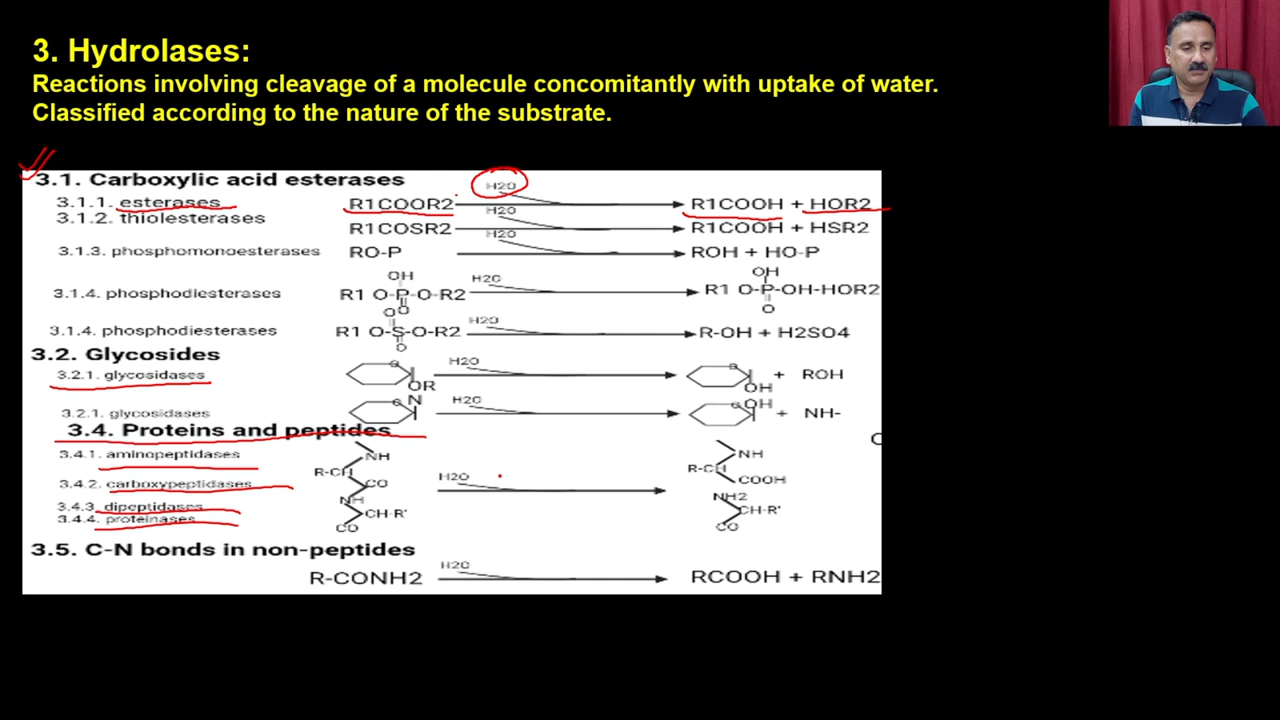 3. Hydrolases:
Reactions involving cleavage of a molecule concomitantly with uptake of water.
Classified according to the nature of the substrate.
3.1. Carboxylic acid esterases
3.1.1. esterases R1COOR2 H2O R1COOH + HOR2
3.1.2. thiolesterases R1COSR2 H2O R1COOH + HSR2
3.1.3. phosphomonoesterases RO-P H2O ROH + HO-P
3.1.4. phosphodiesterases R1 O-P-O-R2 OH O H2O R1 O-P-OH-HOR2 OH O
3.1.4. phosphodiesterases R1 O-S-O-R2 O O H2O R-OH + H2SO4
3.2. Glycosides
3.2.1. glycosidases O OR H2O O OH + ROH
3.2.1. glycosidases O N H2O O OH + NH-
3.4. Proteins and peptides
3.4.1. aminopeptidases NH NH
3.4.2. carboxypeptidases R-CH CO H2O R-CH COOH
3.4.3. dipeptidases NH NH2
3.4.4. proteinases CH-R' CO CH-R' CO
3.5. C-N bonds in non-peptides
R-CONH2 H2O RCOOH + RNH2